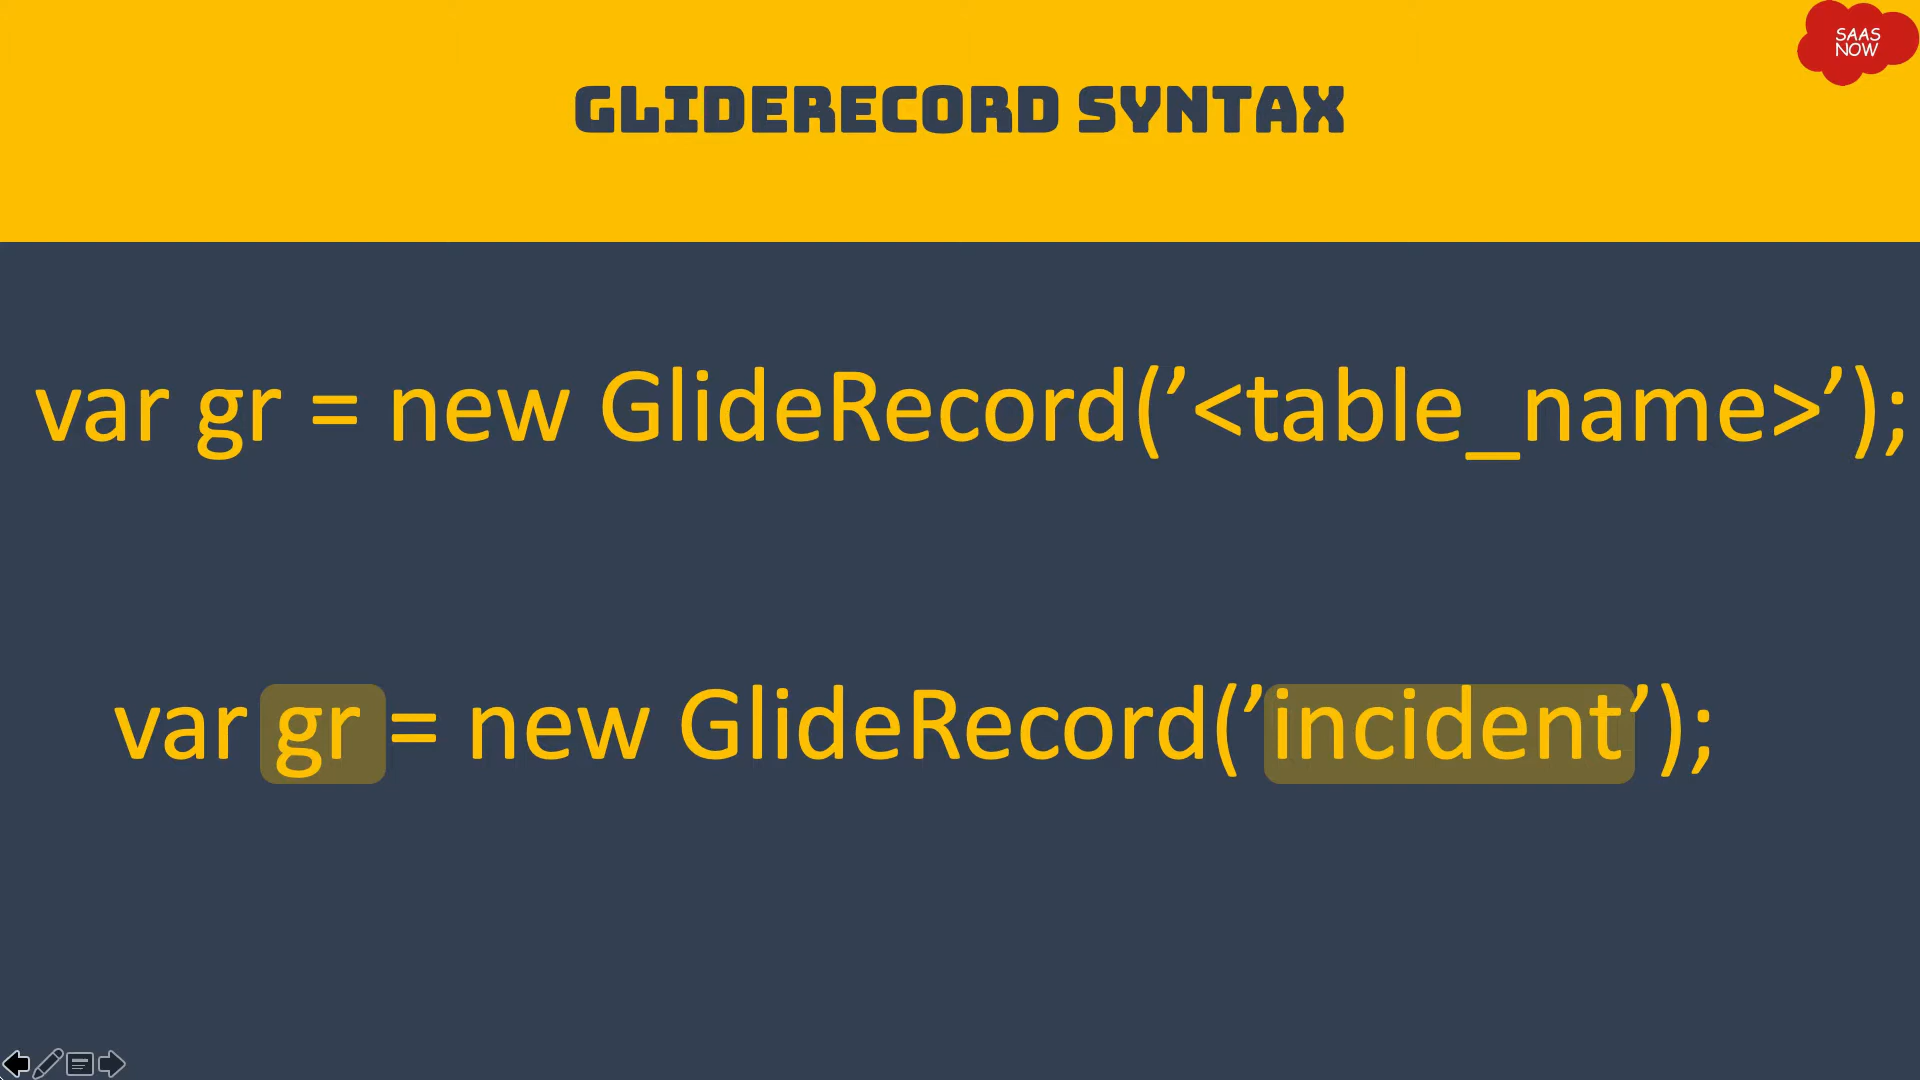 SAAS
NOW
GLIDERECORD SYNTAX
var gr = new GlideRecord(’<table_name>’);
var gr = new GlideRecord(’incident’);